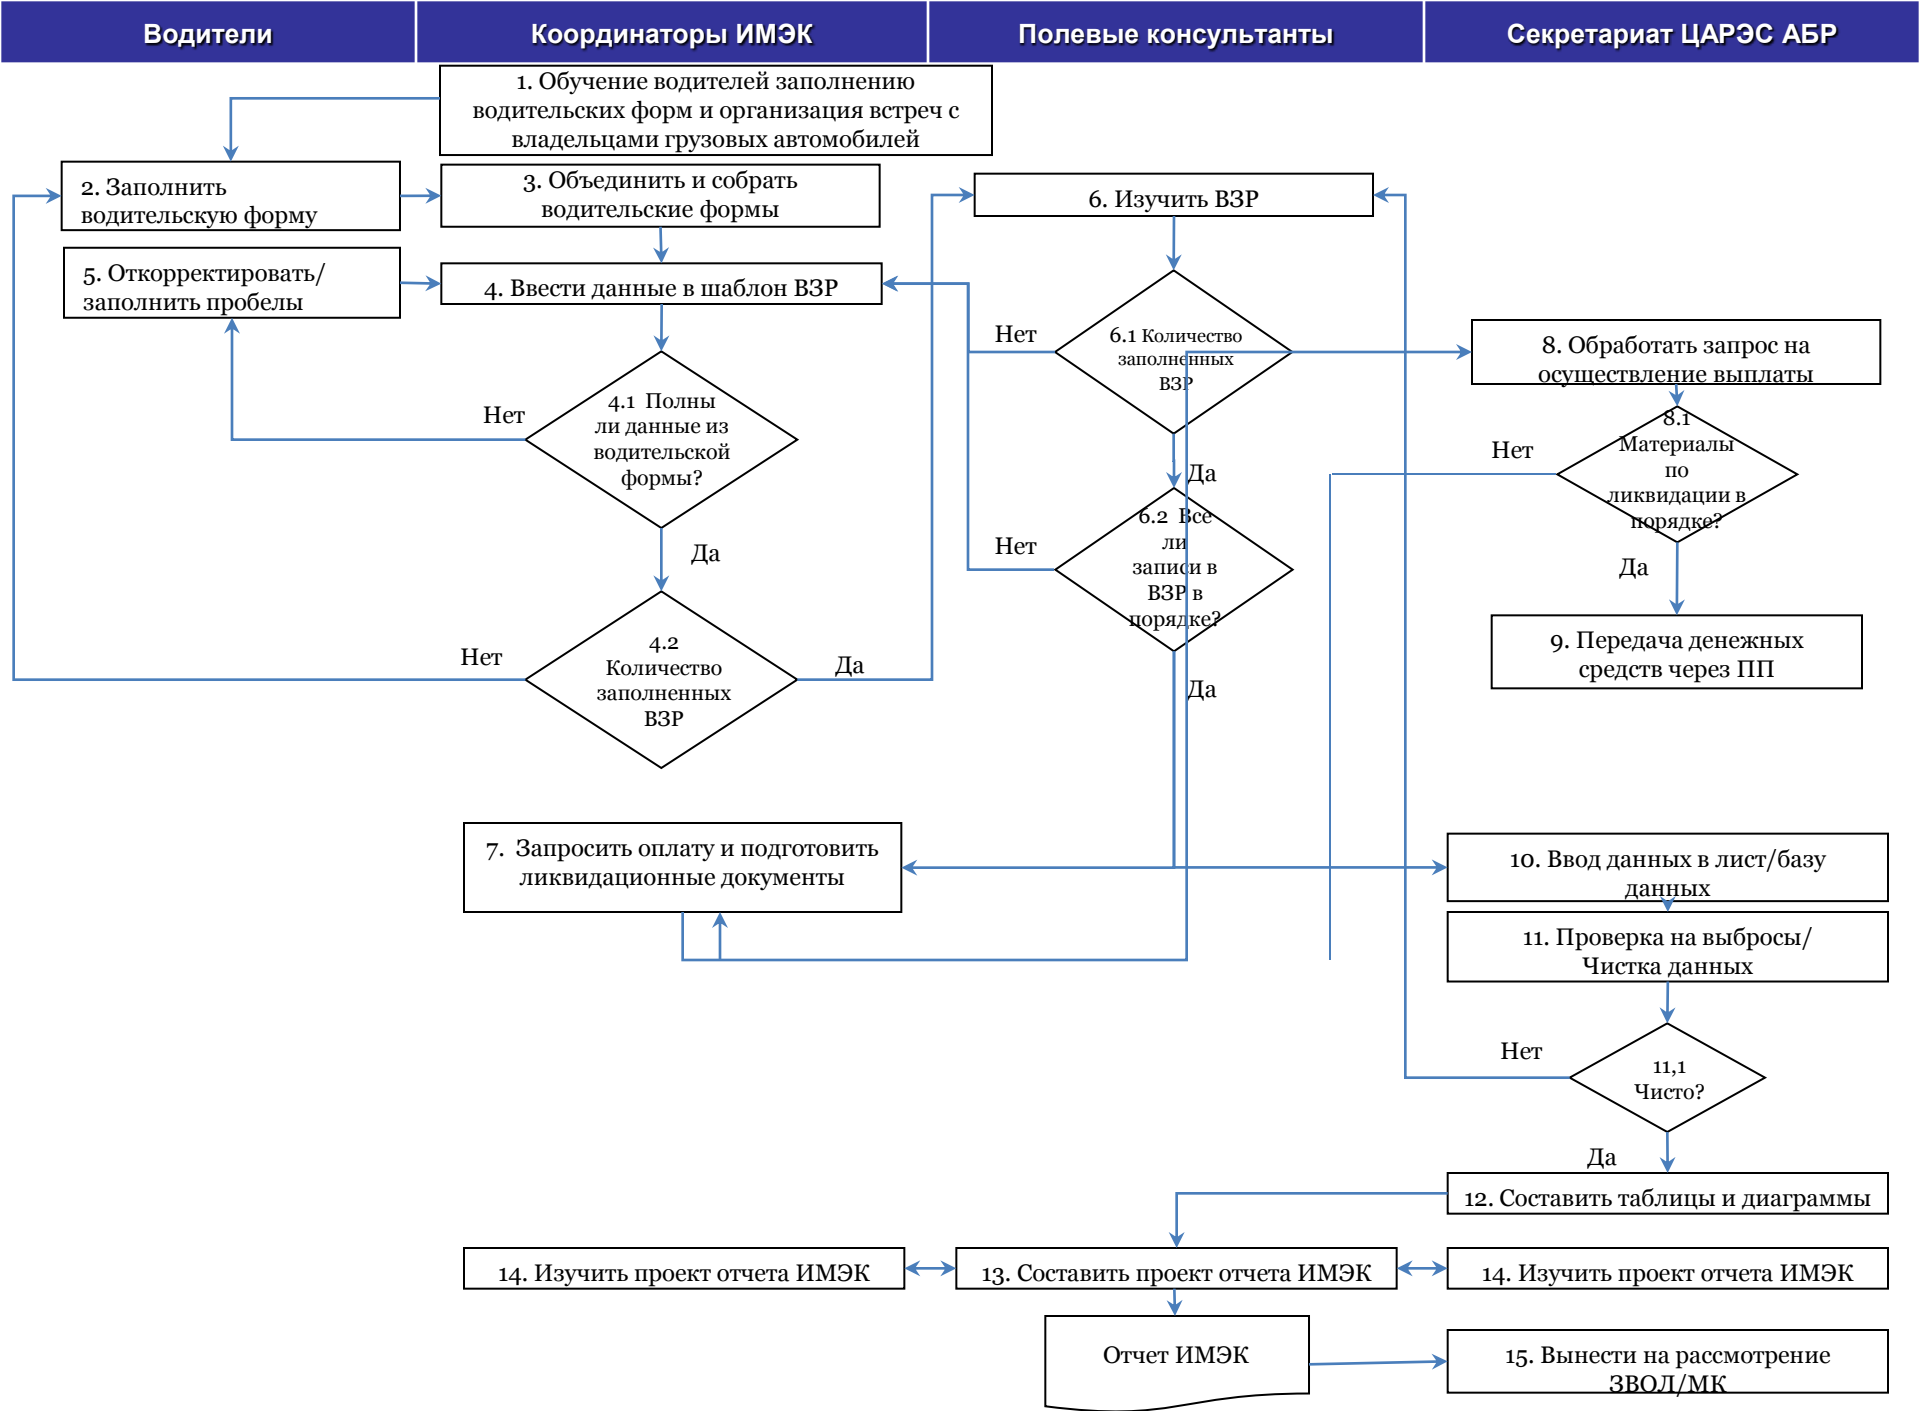 Водители
Координаторы ИМЭК
Полевые консультанты
Секретариат ЦАРЭС АБР
1. Обучение водителей заполнению
водительских форм и организация встреч с
владельцами грузовых автомобилей
2. Заполнить
водительскую форму
3. Объединить и собрать
водительские формы
6. Изучить ВЗР
5. Откорректировать/
заполнить пробелы
4. Ввести данные в шаблон ВЗР
Нет
6.1 Количество
заполненных
ВЗР
8. Обработать запрос на
осуществление выплаты
Нет
4.1 Полны
ли данные из
водительской
формы?
Да
Нет
8.1
Материалы
по
ликвидации в
порядке?
Да
Нет
6.2 Все
ли
записи в
ВЗР в
порядке?
Да
Нет
4.2
Количество
заполненных
ВЗР
Да
Да
9. Передача денежных
средств через ПП
7. Запросить оплату и подготовить
ликвидационные документы
10. Ввод данных в лист/базу
данных
11. Проверка на выбросы/
Чистка данных
Нет
11,1
Чисто?
Да
12. Составить таблицы и диаграммы
14. Изучить проект отчета ИМЭК
13. Составить проект отчета ИМЭК
14. Изучить проект отчета ИМЭК
Отчет ИМЭК
15. Вынести на рассмотрение
ЗВОЛ/МК